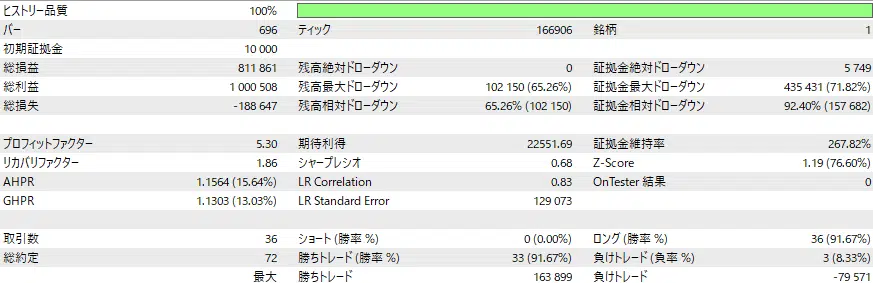 ヒストリー品質 100%
バー 696 ティック 166906 銘柄 1
初期証拠金 10 000
総損益 811 861 残高絶対ドローダウン 0 証拠金絶対ドローダウン 5 749
総利益 1 000 508 残高最大ドローダウン 102 150 (65.26%) 証拠金最大ドローダウン 435 431 (71.82%)
総損失 -188 647 残高相対ドローダウン 65.26% (102 150) 証拠金相対ドローダウン 92.40% (157 682)
プロフィットファクター 5.30 期待利得 22551.69 証拠金維持率 267.82%
リカバリファクター 1.86 シャープレシオ 0.68 Z-Score 1.19 (76.60%)
AHPR 1.1564 (15.64%) LR Correlation 0.83 OnTester 結果 0
GHPR 1.1303 (13.03%) LR Standard Error 129 073
取引数 36 ショート (勝率 %) 0 (0.00%) ロング (勝率 %) 36 (91.67%)
総約定 72 勝ちトレード (勝率 %) 33 (91.67%) 負けトレード (負率 %) 3 (8.33%)
最大 勝ちトレード 163 899 負けトレード -79 571